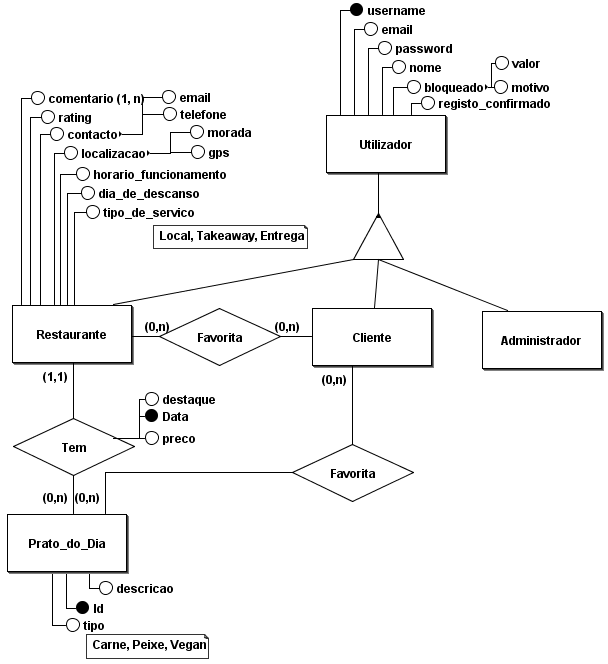 username
email
password
nome
bloqueado
valor
motivo
registo_confirmado
Utilizador
comentario (1, n)
email
rating
telefone
contacto
morada
localizacao
gps
horario_funcionamento
dia_de_descanso
tipo_de_servico
Local, Takeaway, Entrega
Restaurante
(0,n)
Favorita
(0,n)
Cliente
Administrador
(1,1)
(0,n)
destaque
Data
preco
Tem
Favorita
(0,n)
(0,n)
Prato_do_Dia
descricao
Id
tipo
Carne, Peixe, Vegan